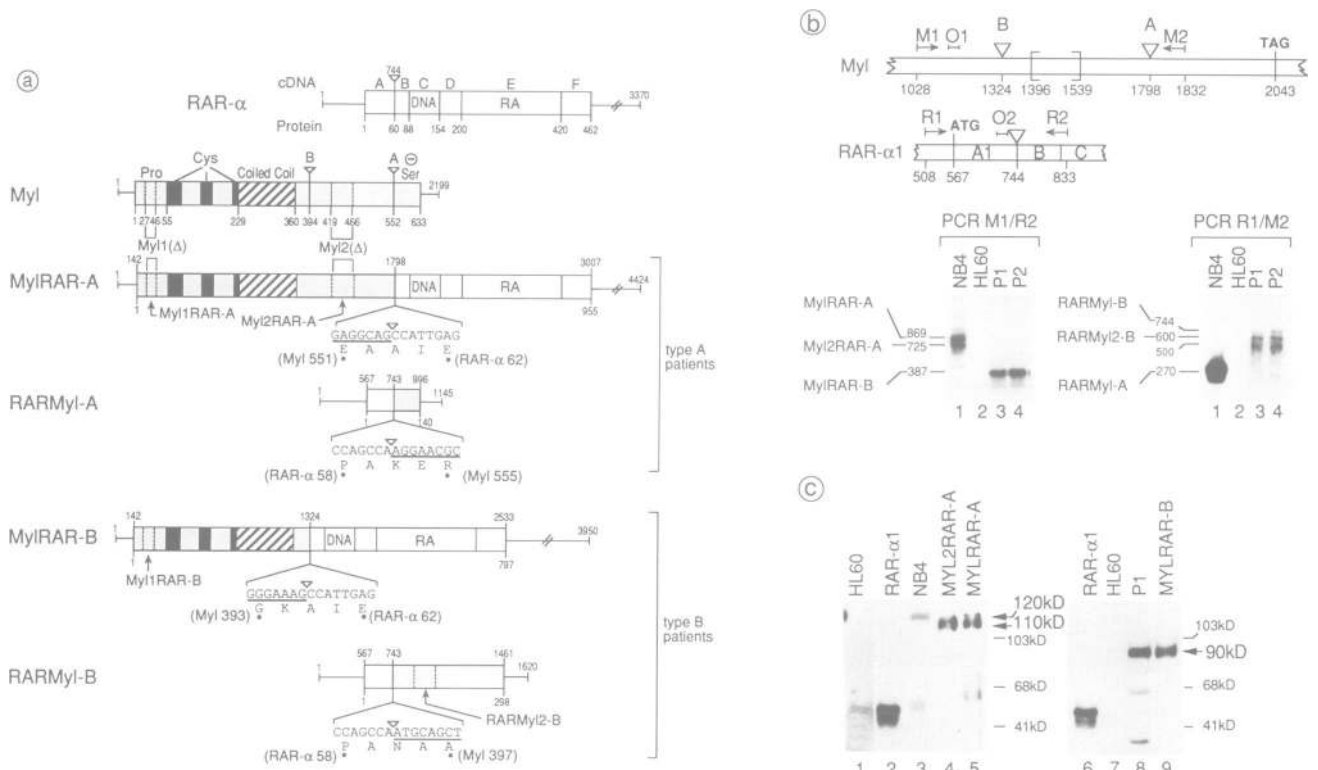 a
cDNA
744
A B C D E F
RAR-α
DNA
RA
3370
Protein
1 60 88 154 200 420 462
Pro
Cys
Coiled Coil
B
A ⊖
Ser
Myl
2199
1 27 46 55 229 360 394 419 466 552 633
Myl1(Δ)
Myl2(Δ)
142
1798
3007
MylRAR-A
DNA
RA
4424
1
955
Myl1RAR-A
Myl2RAR-A
GAGGCAGCCATTGAG
E A A I E
(Myl 551)
(RAR-α 62)
type A
patients
567 743 996
1145
RARMyl-A
1 140
CCAGCCAAGGAACGC
P A K E R
(RAR-α 58)
(Myl 555)
142
1324
2533
MylRAR-B
DNA
RA
3950
1
797
Myl1RAR-B
GGGAAAGCCATTGAG
G K A I E
(Myl 393)
(RAR-α 62)
type B
patients
567 743 1461
1620
RARMyl-B
1 298
RARMyl2-B
CCAGCCAATGCAGCT
P A N A A
(RAR-α 58)
(Myl 397)
b
M1 O1 B A M2 TAG
Myl
1028 1324 1396 1539 1798 1832 2043
R1 ATG O2 R2
RAR-α1
A1 B C
508 567 744 833
PCR M1/R2
NB4 HL60 P1 P2
MylRAR-A
869
Myl2RAR-A
725
MylRAR-B
387
1 2 3 4
PCR R1/M2
NB4 HL60 P1 P2
RARMyl-B
744
RARMyl2-B
600
500
RARMyl-A
270
1 2 3 4
c
HL60 RAR-α1 NB4 MYL2RAR-A MYLRAR-A
120kD
110kD
103kD
68kD
41kD
1 2 3 4 5
RAR-α1 HL60 P1 MYLRAR-B
103kD
90kD
68kD
41kD
6 7 8 9